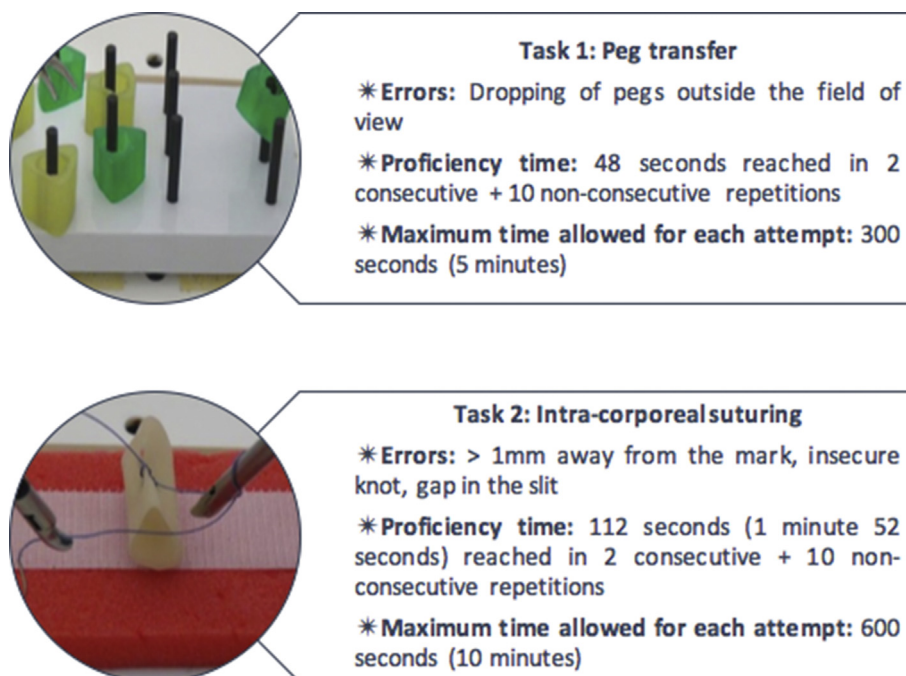 Task 1: Peg transfer
✳Errors: Dropping of pegs outside the field of
view
✳Proficiency time: 48 seconds reached in 2
consecutive + 10 non-consecutive repetitions
✳Maximum time allowed for each attempt: 300
seconds (5 minutes)
Task 2: Intra-corporeal suturing
✳Errors: > 1mm away from the mark, insecure
knot, gap in the slit
✳Proficiency time: 112 seconds (1 minute 52
seconds) reached in 2 consecutive + 10 non-
consecutive repetitions
✳Maximum time allowed for each attempt: 600
seconds (10 minutes)